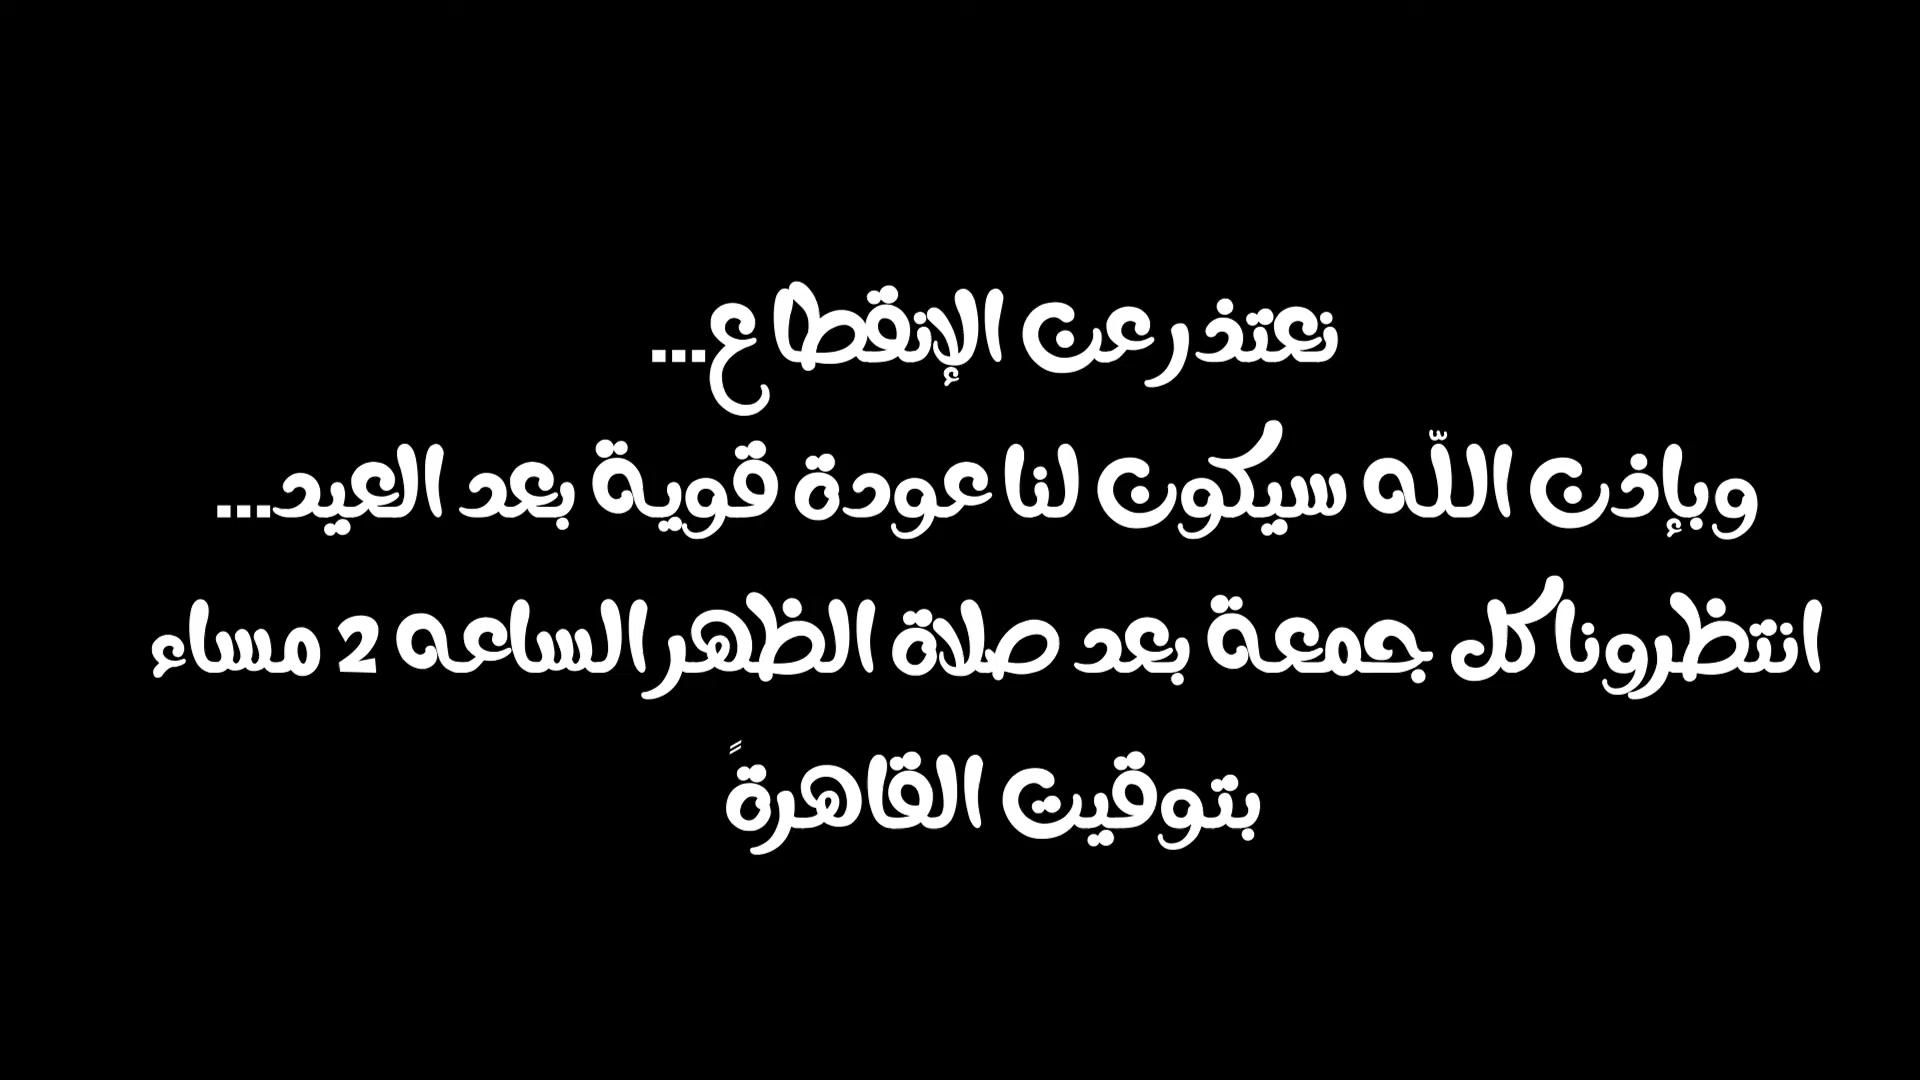 نعتذر عن الإنقطاع...
وبإذن اللّه سيكون لنا عودة قوية بعد العيد...
انتظرونا كل جمعة بعد صلاة الظهر الساعه 2 مساء
بتوقيت القاهرةً